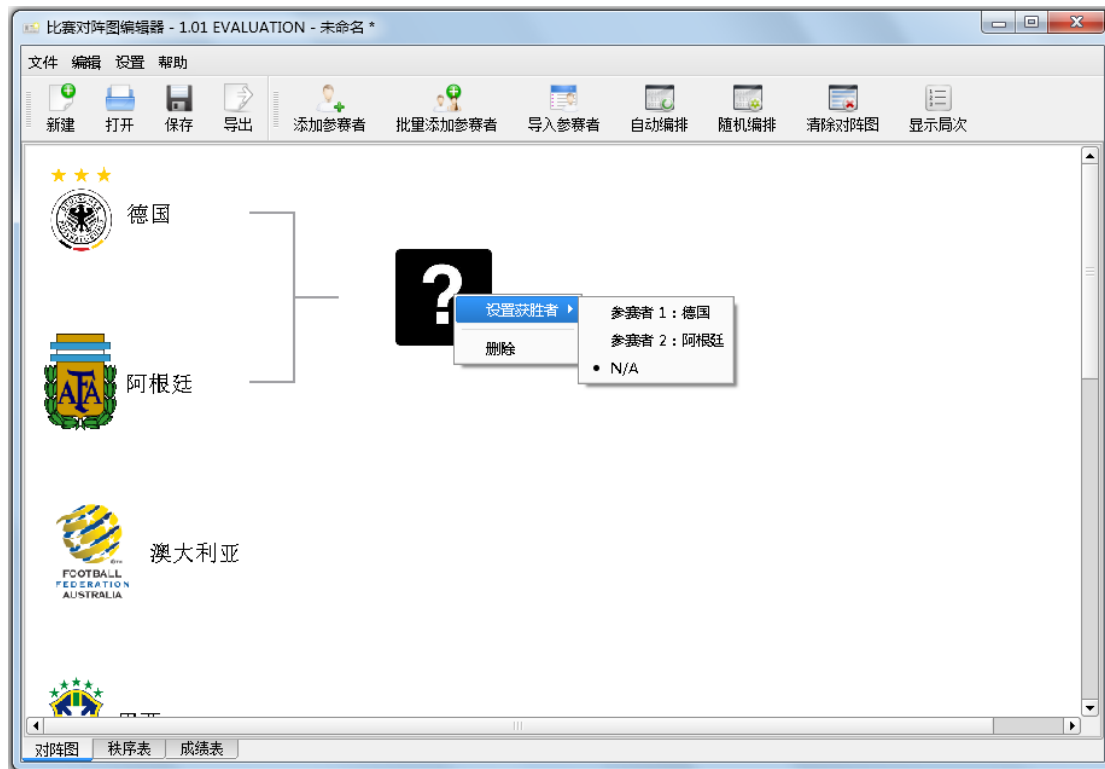 比赛对阵图编辑器 - 1.01 EVALUATION - 未命名 *
文件 编辑 设置 帮助
新建 打开 保存 导出 添加参赛者 批里添加参赛者 导入参赛者 自动编排 随机编排 清除对阵图 显示局次
德国
?
设置获胜者
参赛者 1：德国
参赛者 2：阿根廷
删除
N/A
AFA
阿根廷
澳大利亚
FOOTBALL
FEDERATION
AUSTRALIA
对阵图 秩序表 成绩表